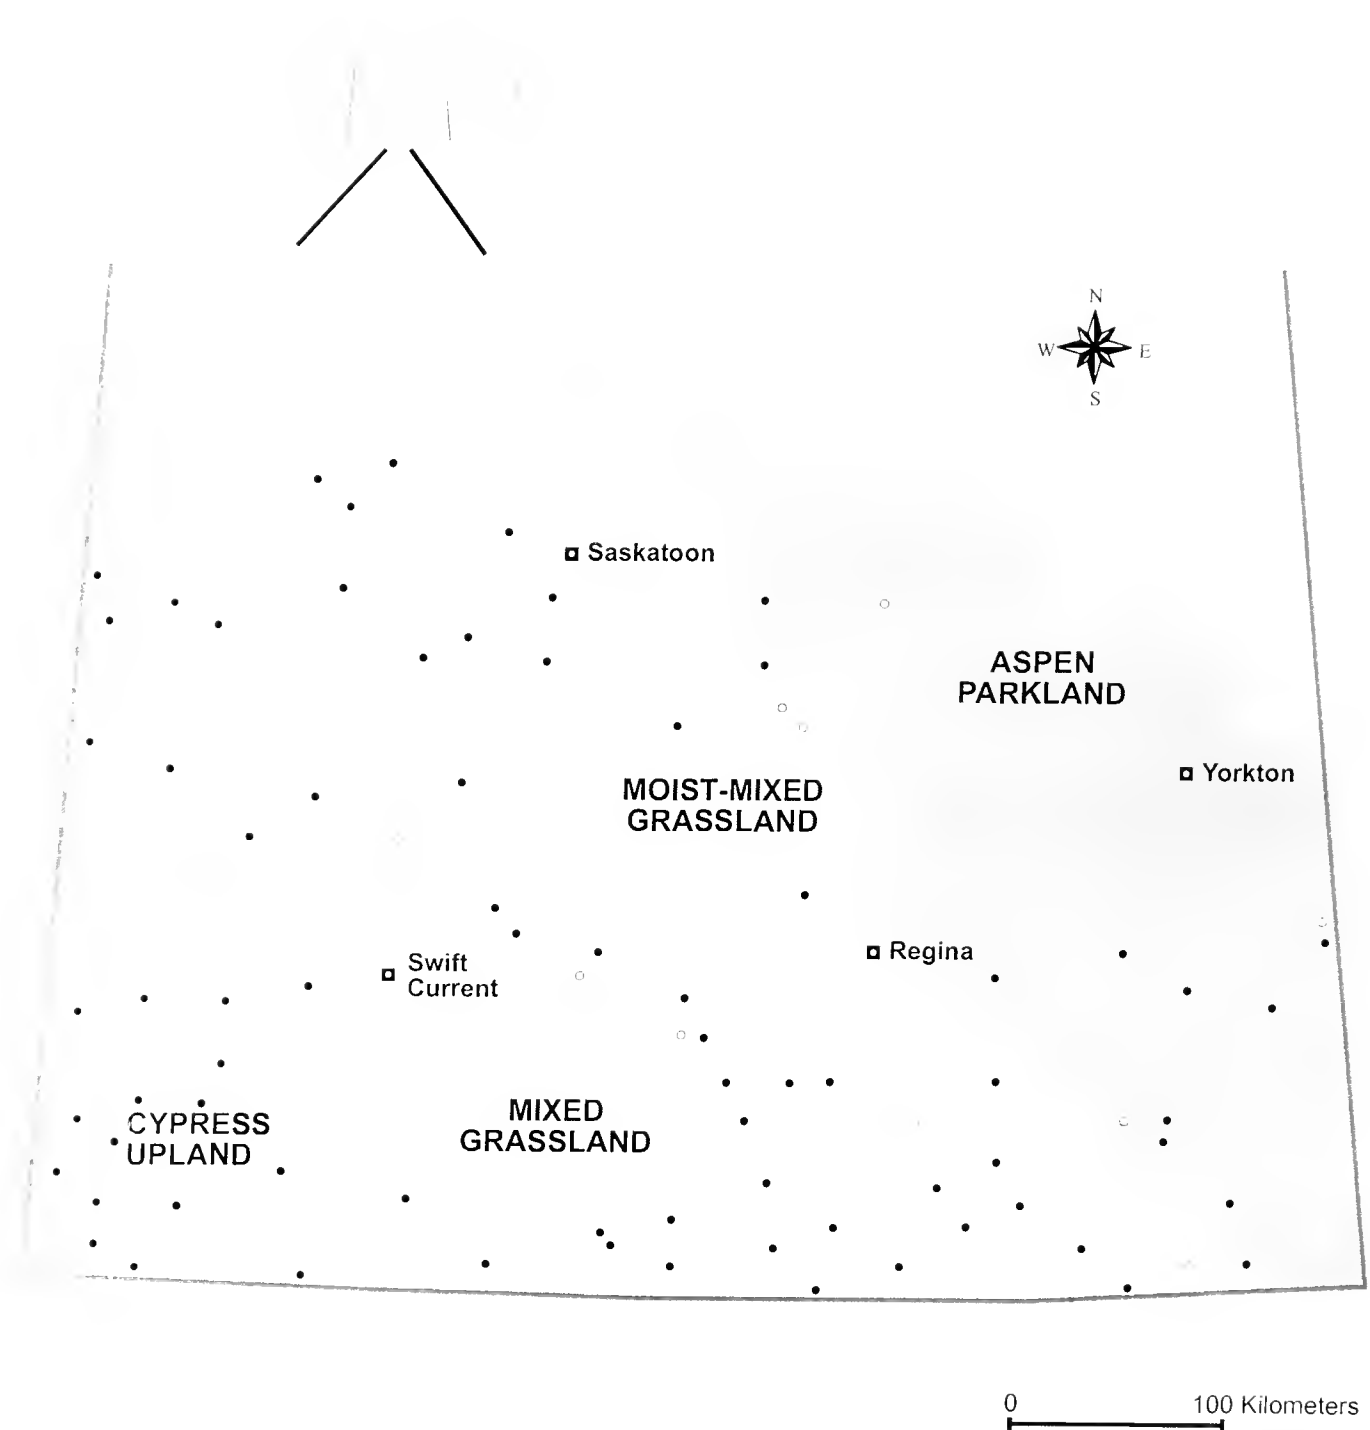 N
W E
S
Saskatoon
ASPEN
PARKLAND
Yorkton
MOIST-MIXED
GRASSLAND
Swift
Current
Regina
CYPRESS
UPLAND
MIXED
GRASSLAND
0 100 Kilometers